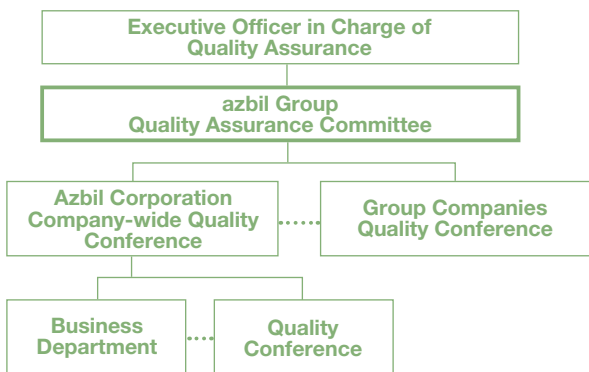 Executive Officer in Charge of
Quality Assurance
azbil Group
Quality Assurance Committee
Azbil Corporation
Company-wide Quality
Conference
Group Companies
Quality Conference
Business
Department
Quality
Conference